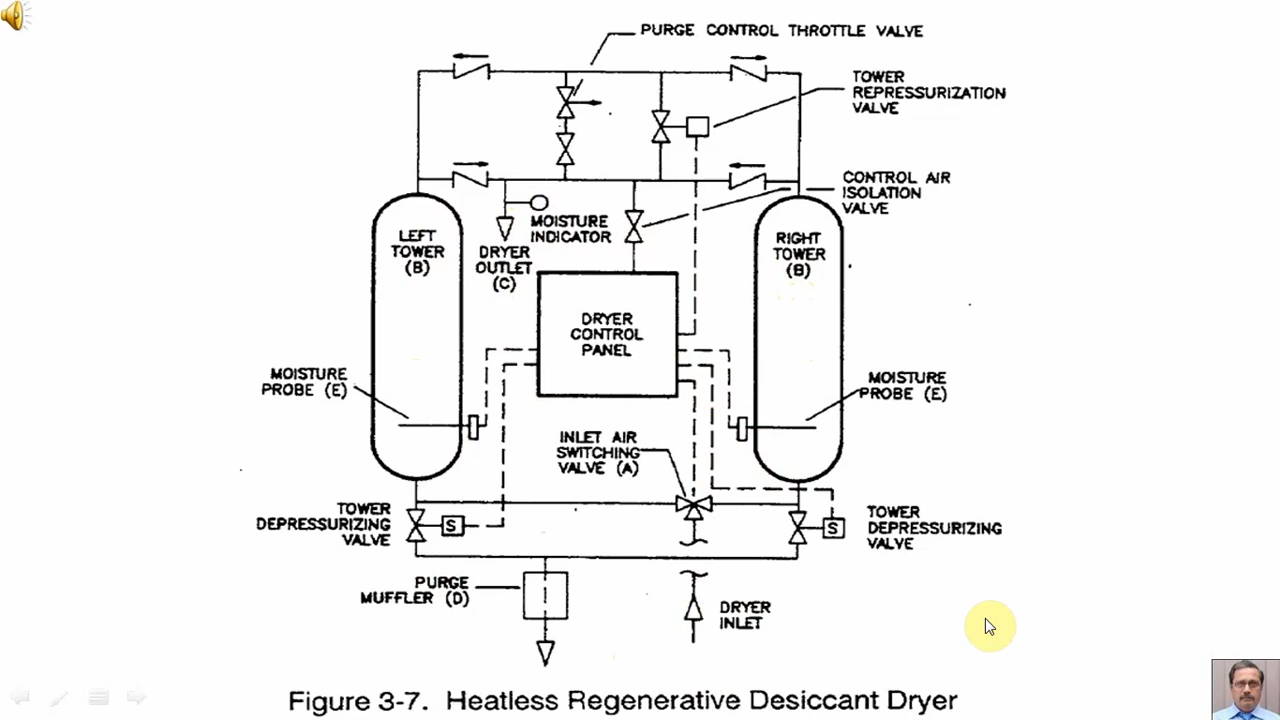 PURGE CONTROL THROTTLE VALVE
TOWER
REPRESSURIZATION
VALVE
CONTROL AIR
ISOLATION
VALVE
MOISTURE
INDICATOR
DRYER
OUTLET
(C)
LEFT
TOWER
(B)
RIGHT
TOWER
(B)
DRYER
CONTROL
PANEL
MOISTURE
PROBE (E)
MOISTURE
PROBE (E)
INLET AIR
SWITCHING
VALVE (A)
TOWER
DEPRESSURIZING
VALVE
S
S
TOWER
DEPRESSURIZING
VALVE
PURGE
MUFFLER (D)
DRYER
INLET
Figure 3-7. Heatless Regenerative Desiccant Dryer